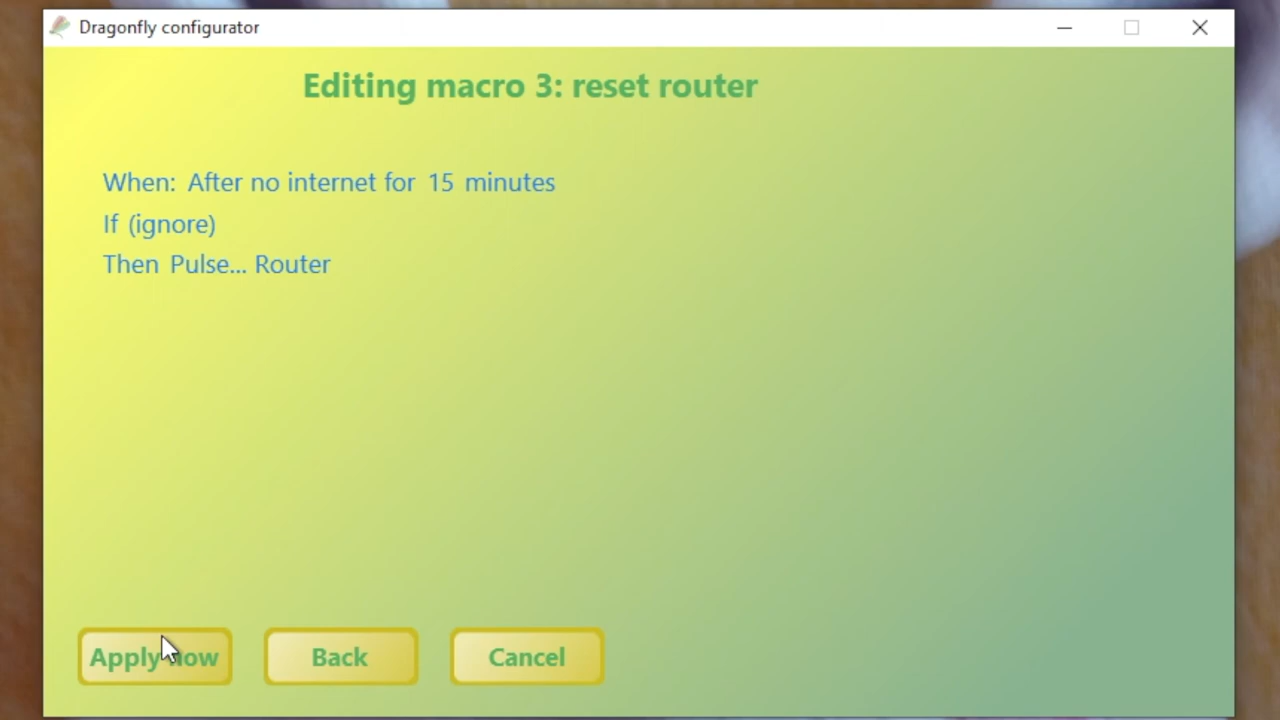 Dragonfly configurator
Editing macro 3: reset router
When: After no internet for 15 minutes
If (ignore)
Then Pulse... Router
Apply now
Back
Cancel